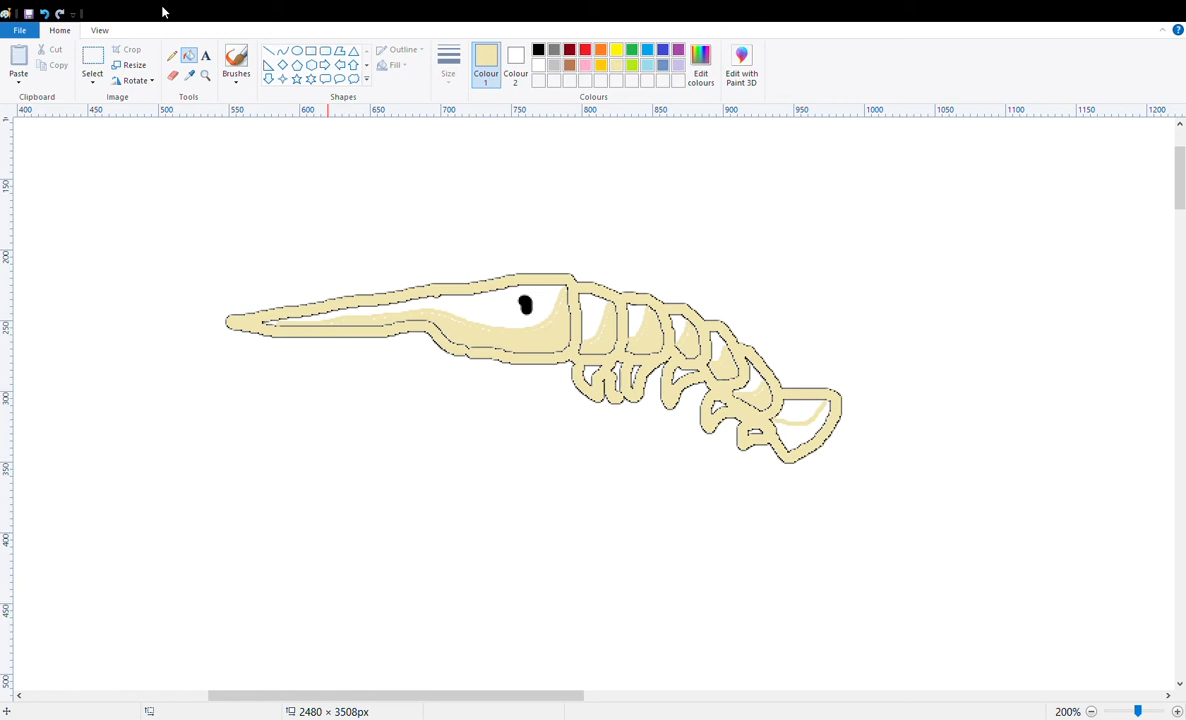 File Home View
Cut
Copy
Paste
Clipboard
Crop
Resize
Rotate
Select
Image
A
Tools
Brushes
Outline
Fill
Shapes
Size
Colour 1
Colour 2
Edit colours
Colours
Edit with Paint 3D
400 450 500 550 600 650 700 750 800 850 900 950 1000 1050 1100 1150 1200
150
200
250
300
350
400
450
500
2480 × 3508px
200%